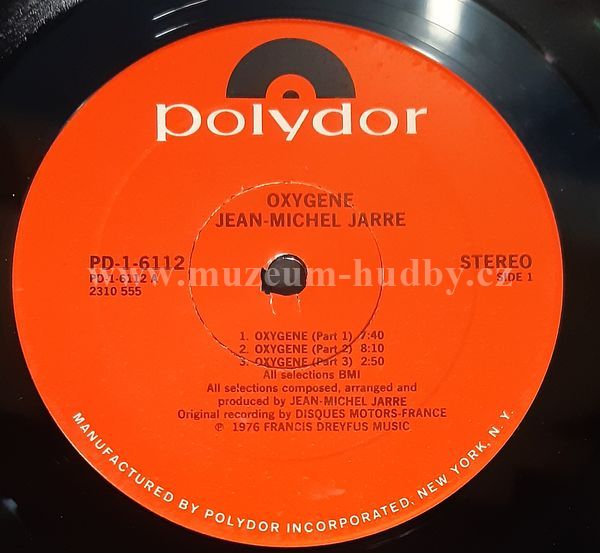 polydor
OXYGENE
JEAN-MICHEL JARRE
PD-1-6112
PD-1-6112 A
2310 555
STEREO
SIDE 1
www.muzeum-hudby.cz
1. OXYGENE (Part 1) 7:40
2. OXYGENE (Part 2) 8:10
3. OXYGENE (Part 3) 2:50
All selections BMI
All selections composed, arranged and
produced by JEAN-MICHEL JARRE
Original recording by DISQUES MOTORS-FRANCE
℗ 1976 FRANCIS DREYFUS MUSIC
MANUFACTURED BY POLYDOR INCORPORATED, NEW YORK, N.Y.